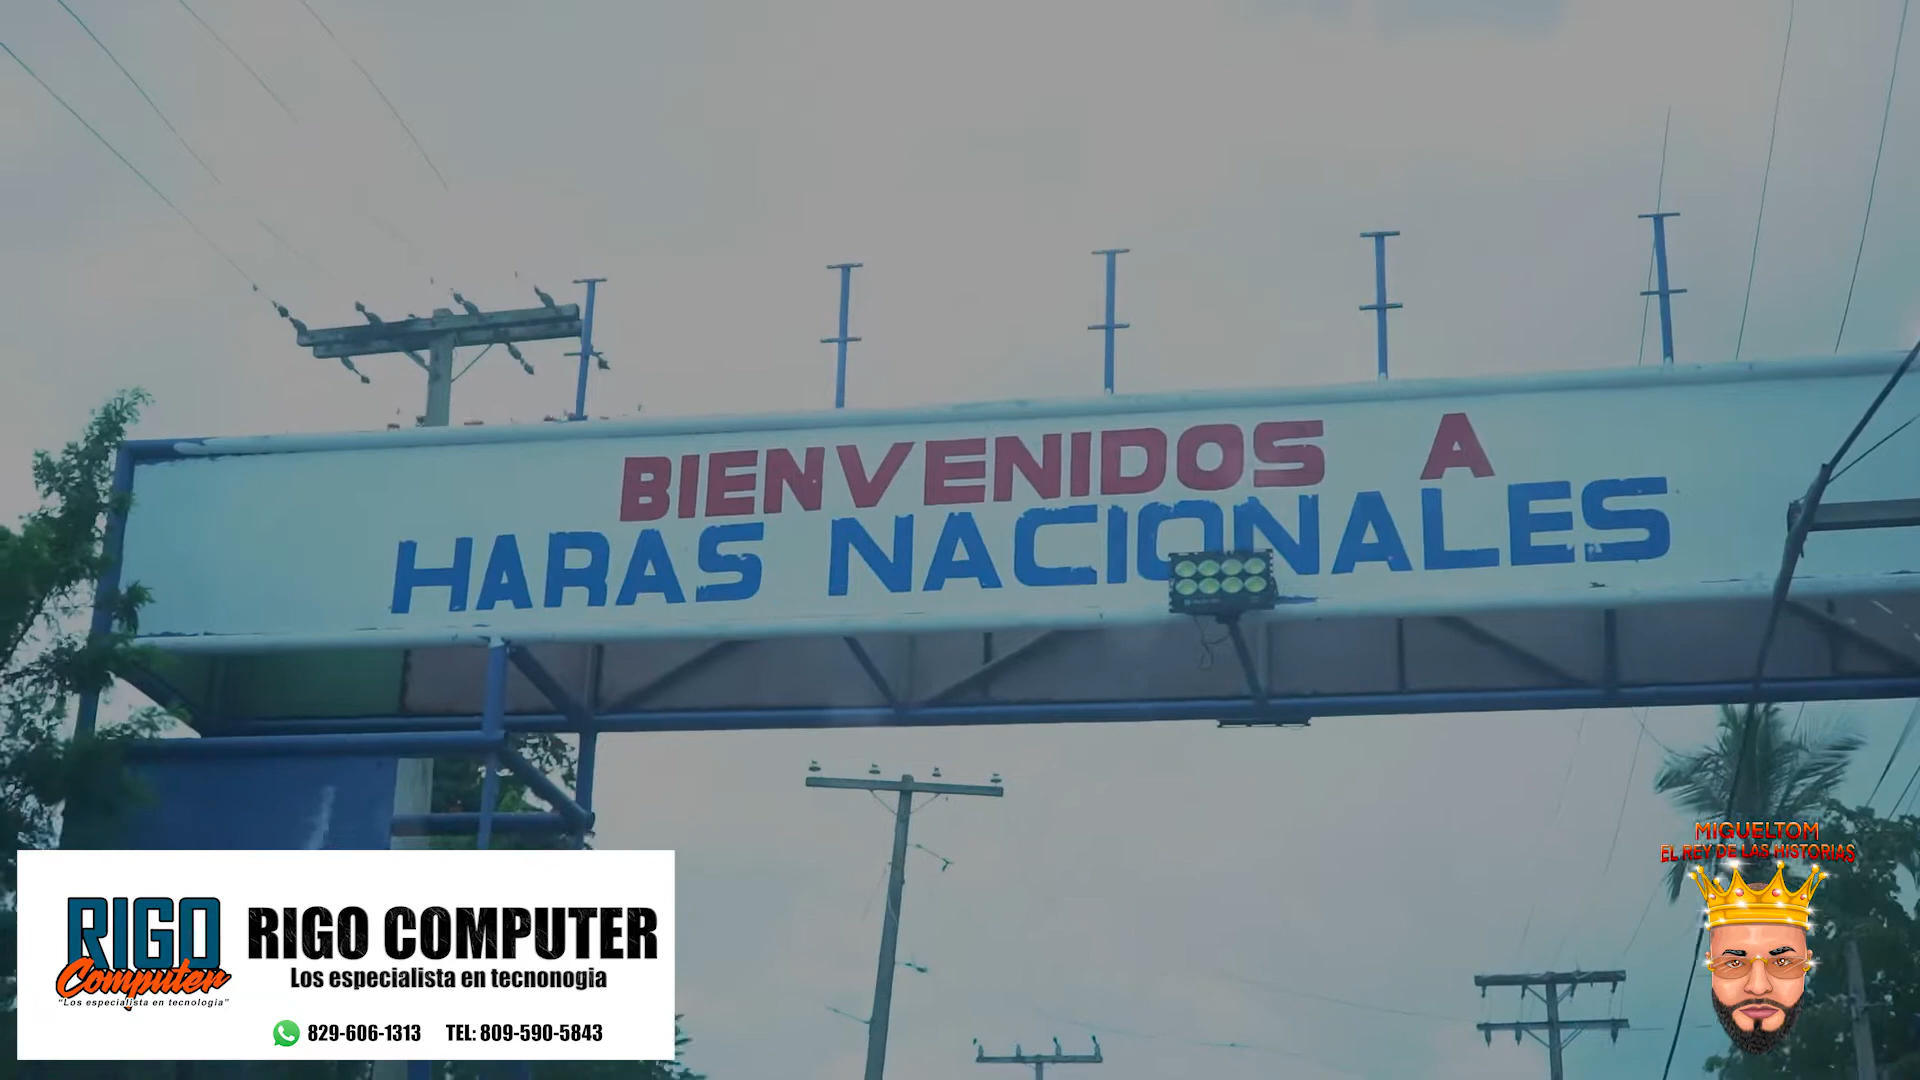 BIENVENIDOS A
HARAS NACIONALES
MIGUELTOM
EL REY DE LAS HISTORIAS
RIGO
Computer
"Los especialista en tecnologia"
RIGO COMPUTER
Los especialista en tecnonogia
829-606-1313 TEL: 809-590-5843